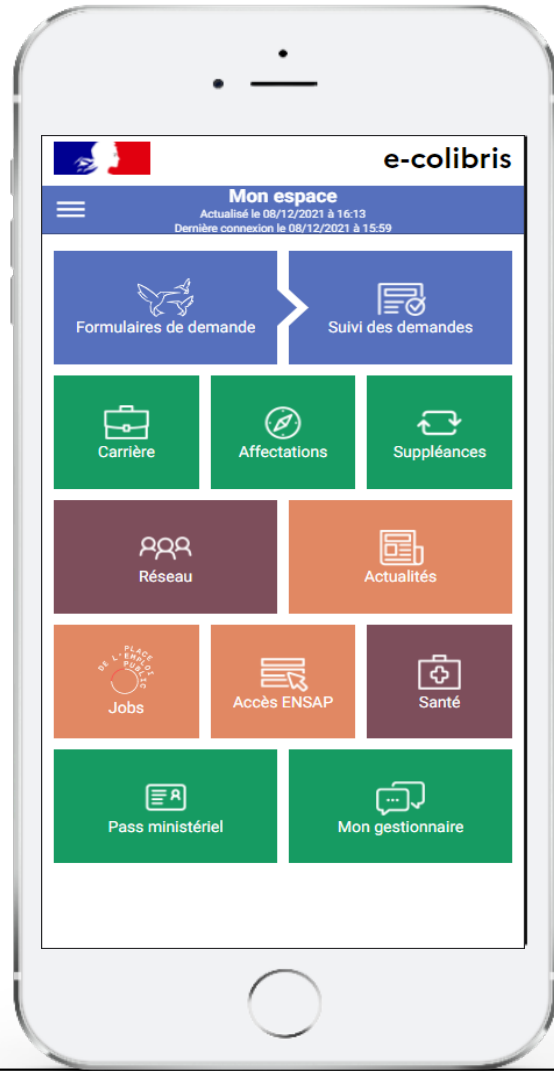 e-colibris
Mon espace
Actualisé le 08/12/2021 à 16:13
Dernière connexion le 08/12/2021 à 15:59
Formulaires de demande
Suivi des demandes
Carrière
Affectations
Suppléances
Réseau
Actualités
PLACE
DE L'EMPLOI
PUBLIC
Jobs
Accès ENSAP
Santé
Pass ministériel
Mon gestionnaire